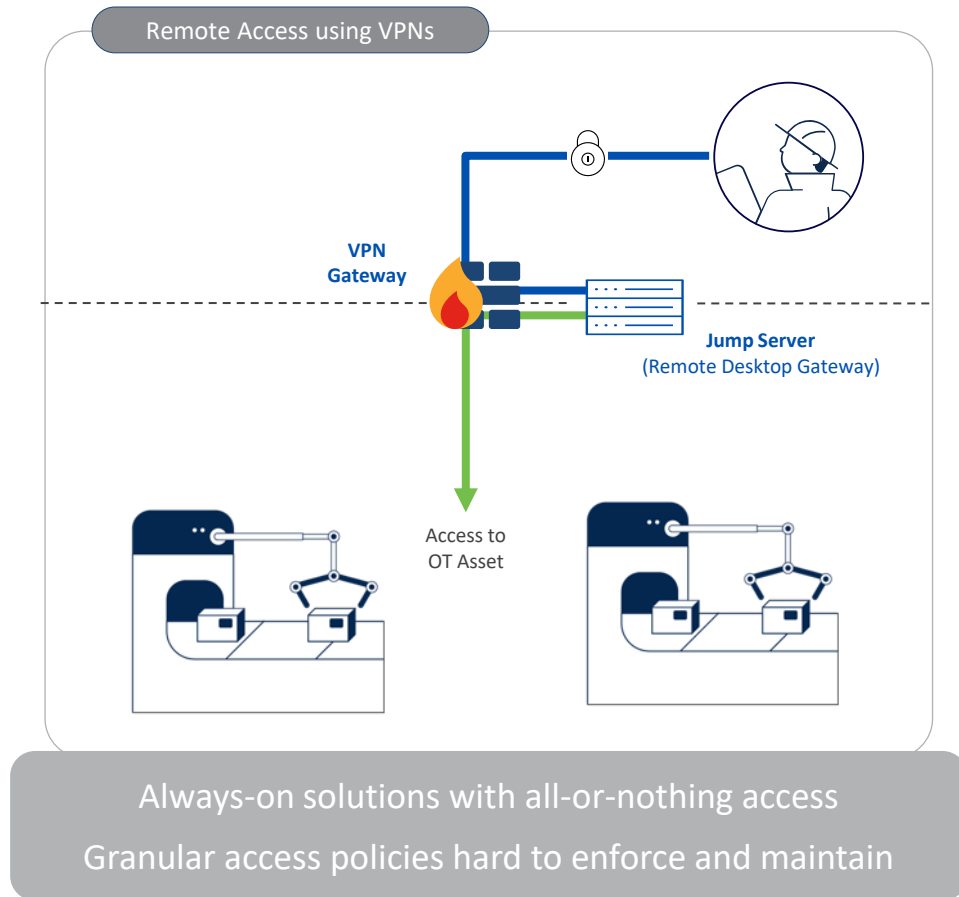 Remote Access using VPNs
VPN
Gateway
Jump Server
(Remote Desktop Gateway)
Access to
OT Asset
Always-on solutions with all-or-nothing access
Granular access policies hard to enforce and maintain